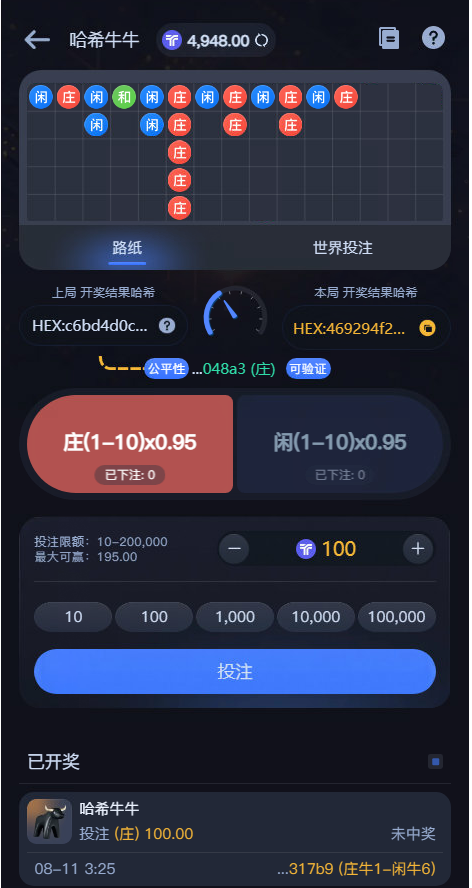 哈希牛牛 4,948.00
闲 庄 闲 和 闲 庄 闲 庄 闲 庄 闲 庄
闲 闲 庄 庄 庄
庄
庄
庄
路纸 世界投注
上局 开奖结果哈希 本局 开奖结果哈希
HEX:c6bd4d0c... ? HEX:469294f2...
公平性 ...048a3 (庄) 可验证
庄(1-10)x0.95 闲(1-10)x0.95
已下注: 0 已下注: 0
投注限额: 10-200,000
最大可赢: 195.00
− 100 +
10 100 1,000 10,000 100,000
投注
已开奖
哈希牛牛
投注 (庄) 100.00 未中奖
08-11 3:25 ...317b9 (庄牛1-闲牛6)